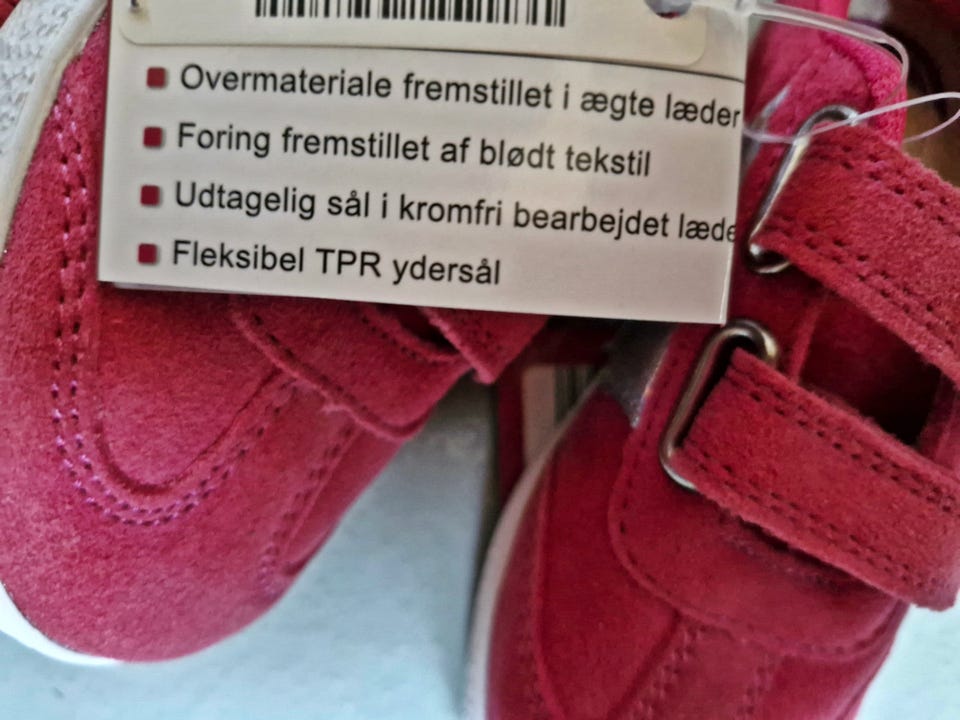 Overmateriale fremstillet i ægte læder
Foring fremstillet af blødt tekstil
Udtagelig sål i kromfri bearbejdet læde
Fleksibel TPR ydersål